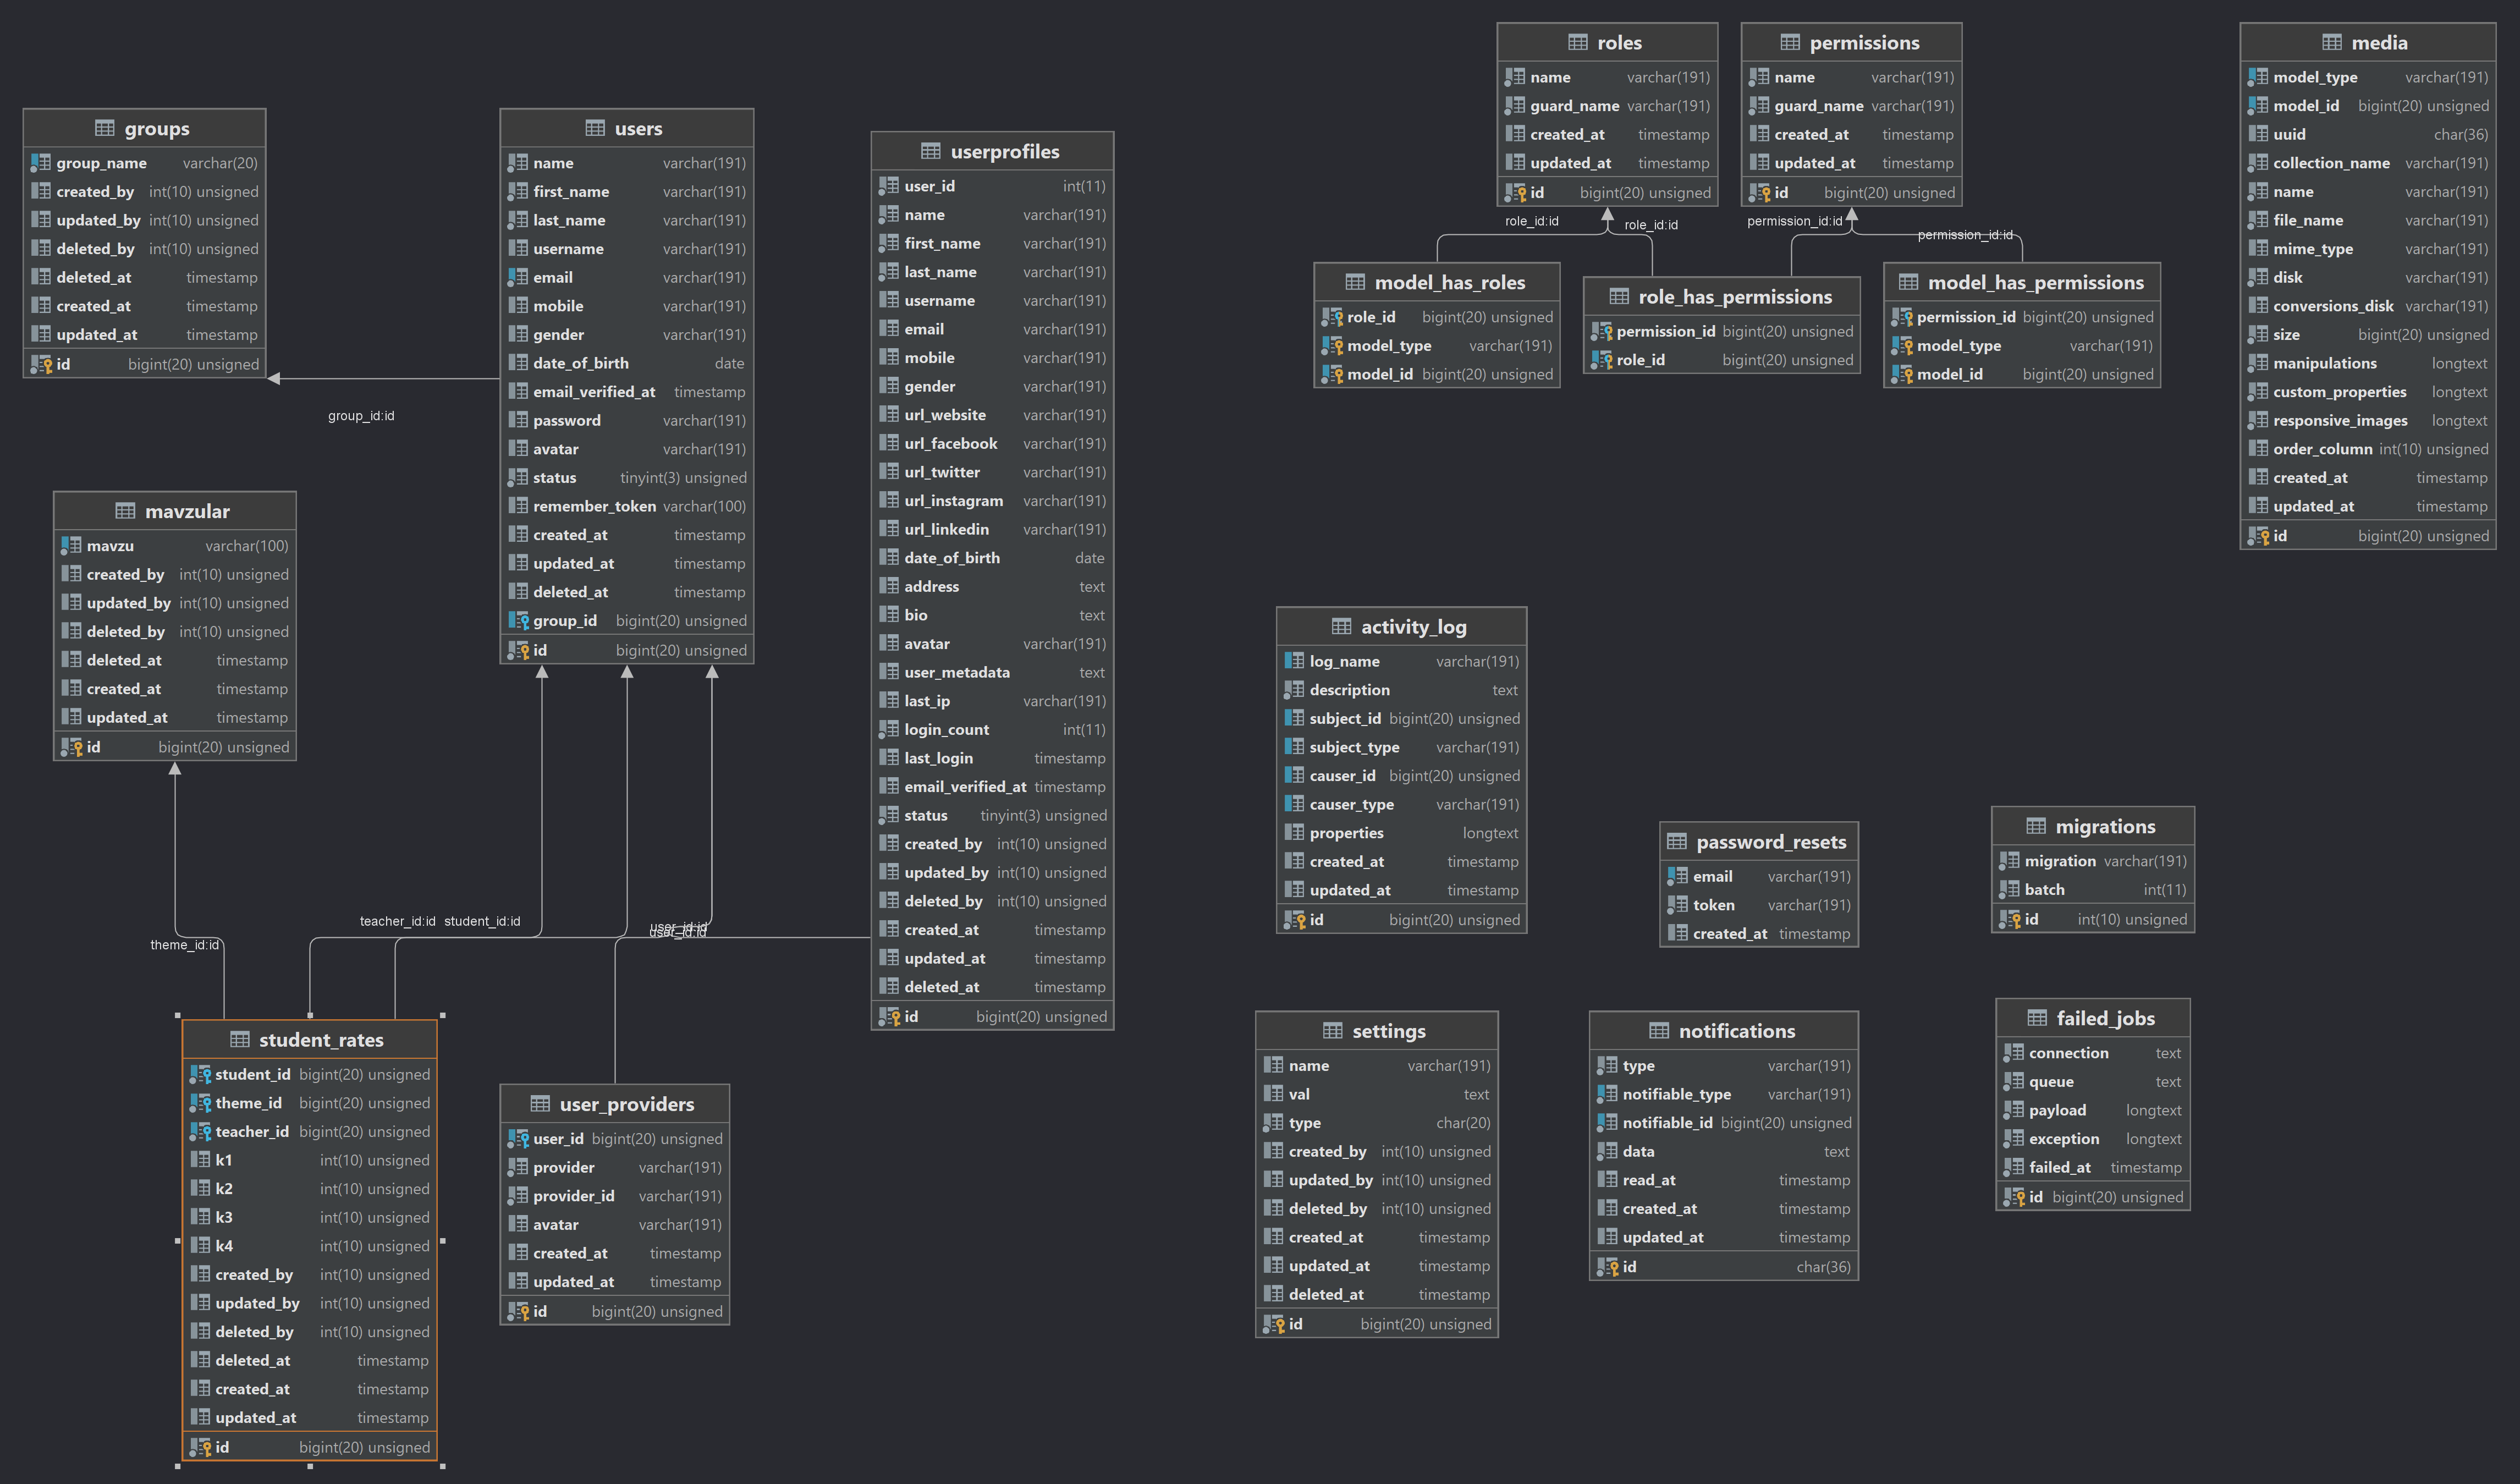 groups
group_name varchar(20)
created_by int(10) unsigned
updated_by int(10) unsigned
deleted_by int(10) unsigned
deleted_at timestamp
created_at timestamp
updated_at timestamp
id bigint(20) unsigned
group_id:id
users
name varchar(191)
first_name varchar(191)
last_name varchar(191)
username varchar(191)
email varchar(191)
mobile varchar(191)
gender varchar(191)
date_of_birth date
email_verified_at timestamp
password varchar(191)
avatar varchar(191)
status tinyint(3) unsigned
remember_token varchar(100)
created_at timestamp
updated_at timestamp
deleted_at timestamp
group_id bigint(20) unsigned
id bigint(20) unsigned
userprofiles
user_id int(11)
name varchar(191)
first_name varchar(191)
last_name varchar(191)
username varchar(191)
email varchar(191)
mobile varchar(191)
gender varchar(191)
url_website varchar(191)
url_facebook varchar(191)
url_twitter varchar(191)
url_instagram varchar(191)
url_linkedin varchar(191)
date_of_birth date
address text
bio text
avatar varchar(191)
user_metadata text
last_ip varchar(191)
login_count int(11)
last_login timestamp
email_verified_at timestamp
status tinyint(3) unsigned
created_by int(10) unsigned
updated_by int(10) unsigned
deleted_by int(10) unsigned
created_at timestamp
updated_at timestamp
deleted_at timestamp
id bigint(20) unsigned
mavzular
mavzu varchar(100)
created_by int(10) unsigned
updated_by int(10) unsigned
deleted_by int(10) unsigned
deleted_at timestamp
created_at timestamp
updated_at timestamp
id bigint(20) unsigned
theme_id:id
teacher_id:id student_id:id
user_id:id
user_id:id
student_rates
student_id bigint(20) unsigned
theme_id bigint(20) unsigned
teacher_id bigint(20) unsigned
k1 int(10) unsigned
k2 int(10) unsigned
k3 int(10) unsigned
k4 int(10) unsigned
created_by int(10) unsigned
updated_by int(10) unsigned
deleted_by int(10) unsigned
deleted_at timestamp
created_at timestamp
updated_at timestamp
id bigint(20) unsigned
user_providers
user_id bigint(20) unsigned
provider varchar(191)
provider_id varchar(191)
avatar varchar(191)
created_at timestamp
updated_at timestamp
id bigint(20) unsigned
roles
name varchar(191)
guard_name varchar(191)
created_at timestamp
updated_at timestamp
id bigint(20) unsigned
permissions
name varchar(191)
guard_name varchar(191)
created_at timestamp
updated_at timestamp
id bigint(20) unsigned
role_id:id
role_id:id
permission_id:id
permission_id:id
model_has_roles
role_id bigint(20) unsigned
model_type varchar(191)
model_id bigint(20) unsigned
role_has_permissions
permission_id bigint(20) unsigned
role_id bigint(20) unsigned
model_has_permissions
permission_id bigint(20) unsigned
model_type varchar(191)
model_id bigint(20) unsigned
media
model_type varchar(191)
model_id bigint(20) unsigned
uuid char(36)
collection_name varchar(191)
name varchar(191)
file_name varchar(191)
mime_type varchar(191)
disk varchar(191)
conversions_disk varchar(191)
size bigint(20) unsigned
manipulations longtext
custom_properties longtext
responsive_images longtext
order_column int(10) unsigned
created_at timestamp
updated_at timestamp
id bigint(20) unsigned
activity_log
log_name varchar(191)
description text
subject_id bigint(20) unsigned
subject_type varchar(191)
causer_id bigint(20) unsigned
causer_type varchar(191)
properties longtext
created_at timestamp
updated_at timestamp
id bigint(20) unsigned
password_resets
email varchar(191)
token varchar(191)
created_at timestamp
migrations
migration varchar(191)
batch int(11)
id int(10) unsigned
settings
name varchar(191)
val text
type char(20)
created_by int(10) unsigned
updated_by int(10) unsigned
deleted_by int(10) unsigned
created_at timestamp
updated_at timestamp
deleted_at timestamp
id bigint(20) unsigned
notifications
type varchar(191)
notifiable_type varchar(191)
notifiable_id bigint(20) unsigned
data text
read_at timestamp
created_at timestamp
updated_at timestamp
id char(36)
failed_jobs
connection text
queue text
payload longtext
exception longtext
failed_at timestamp
id bigint(20) unsigned